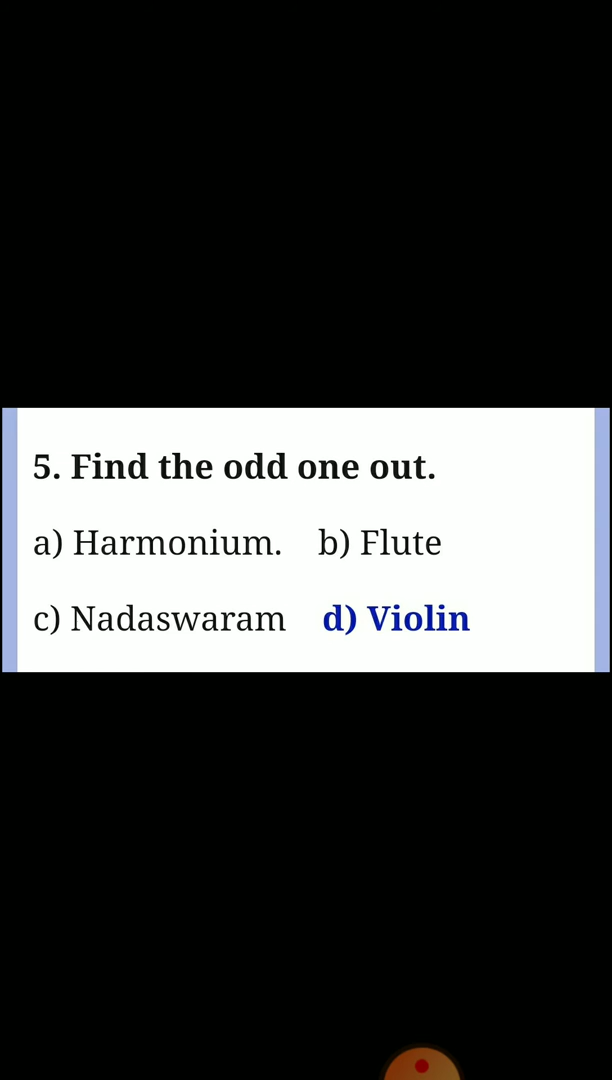 5. Find the odd one out.
a) Harmonium. b) Flute
c) Nadaswaram d) Violin